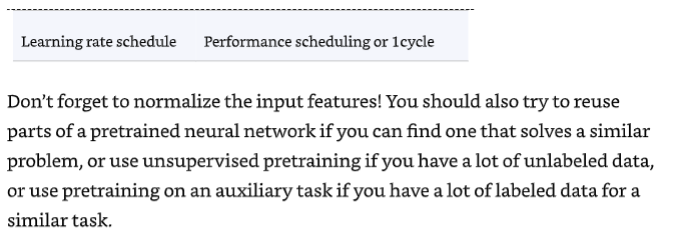 Learning rate schedule Performance scheduling or 1cycle
Don’t forget to normalize the input features! You should also try to reuse
parts of a pretrained neural network if you can find one that solves a similar
problem, or use unsupervised pretraining if you have a lot of unlabeled data,
or use pretraining on an auxiliary task if you have a lot of labeled data for a
similar task.